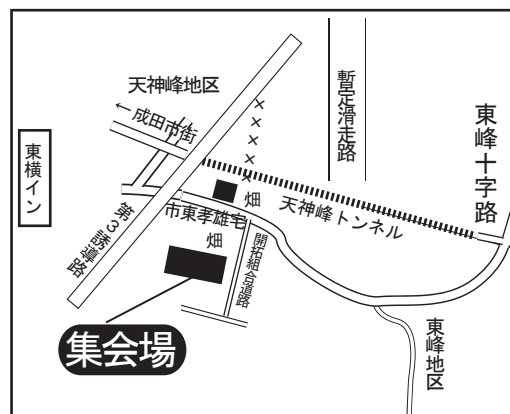 天神峰地区
← 成田市街
東横イン
第3誘導路
暫定滑走路
東峰十字路
天神峰トンネル
畑
市東孝雄宅
畑
開拓組合道路
集会場
東峰地区